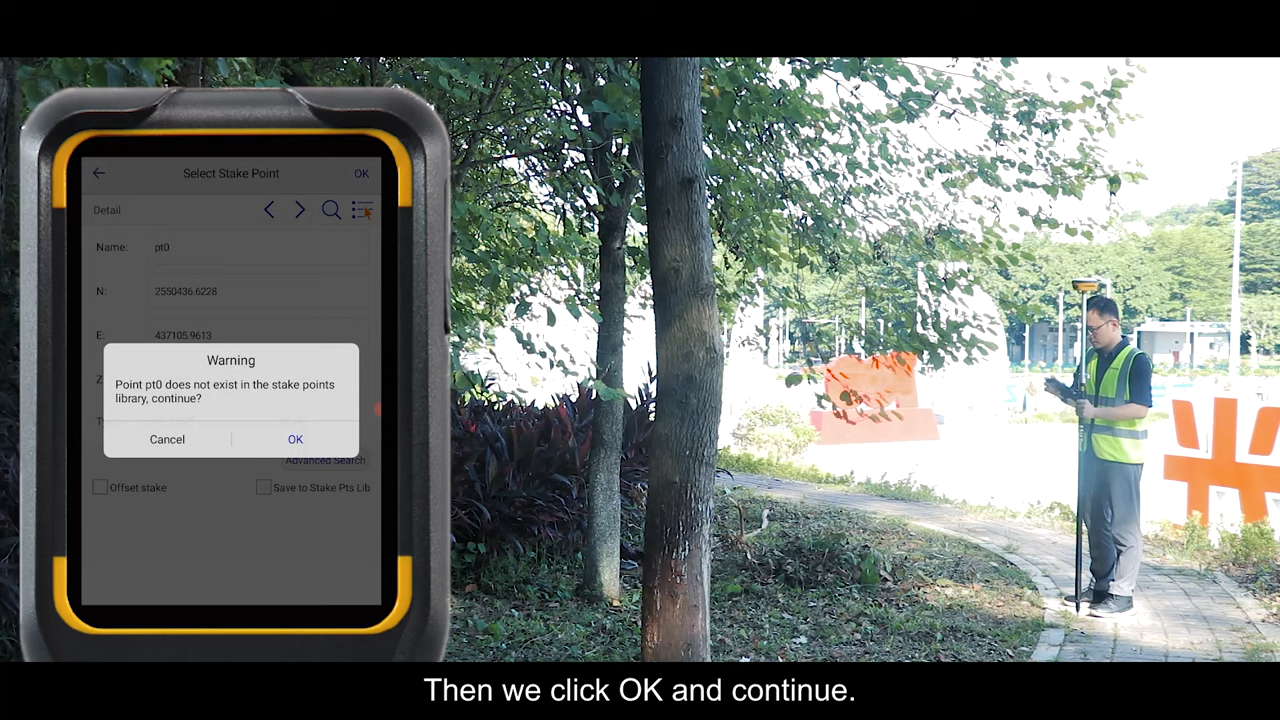 Select Stake Point OK
Detail
Name: pt0
N: 2550436.6228
E: 437105.9613
Z
Warning
Point pt0 does not exist in the stake points
library, continue?
Cancel OK
Advanced Search
Offset stake Save to Stake Pts Lib
Then we click OK and continue.